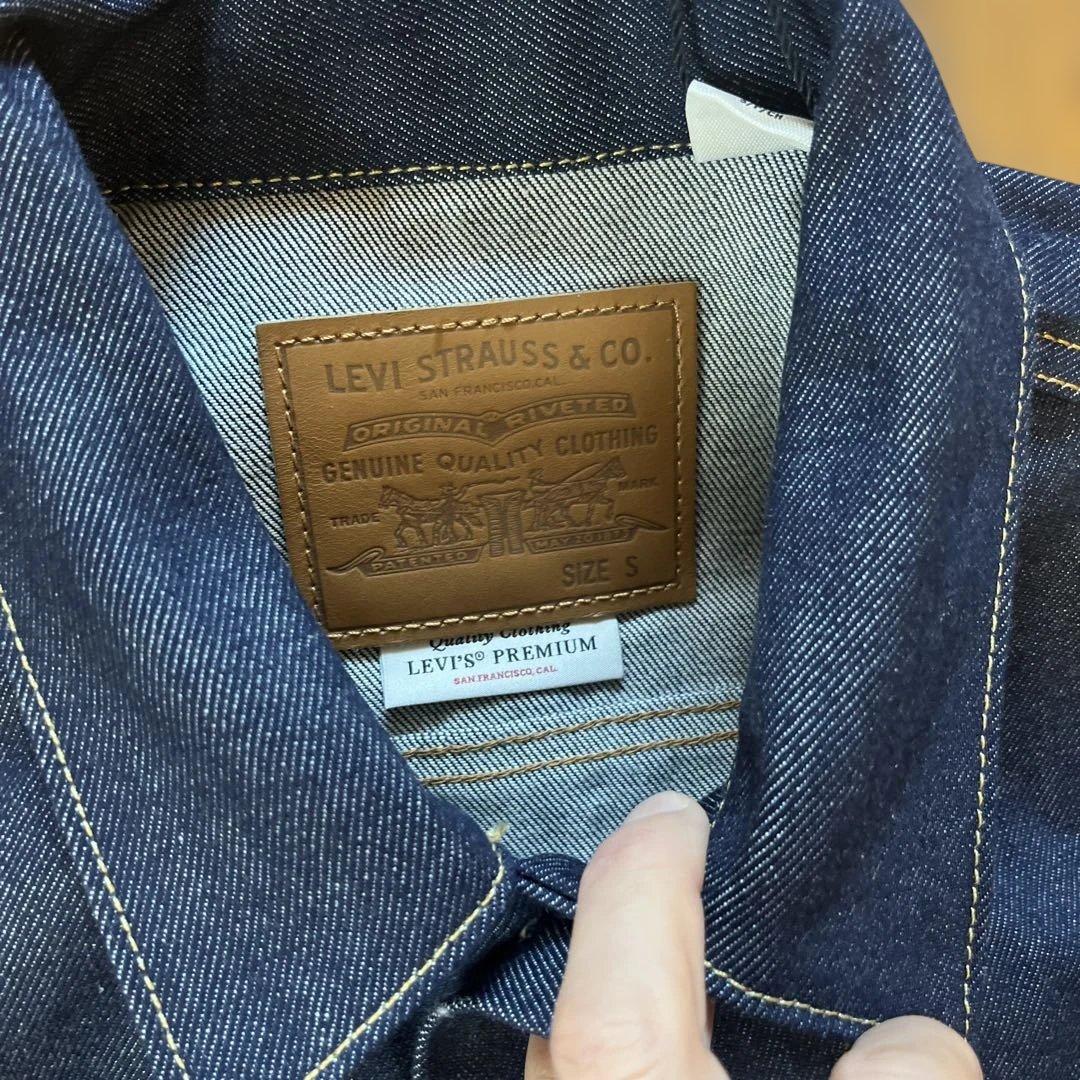 LEVI STRAUSS & CO.
SAN FRANCISCO, CAL.
ORIGINAL RIVETED
GENUINE QUALITY CLOTHING
TRADE MARK
PATENTED MAY 20 1873
SIZE S
Quality Clothing
LEVI'S® PREMIUM
SAN FRANCISCO, CAL.